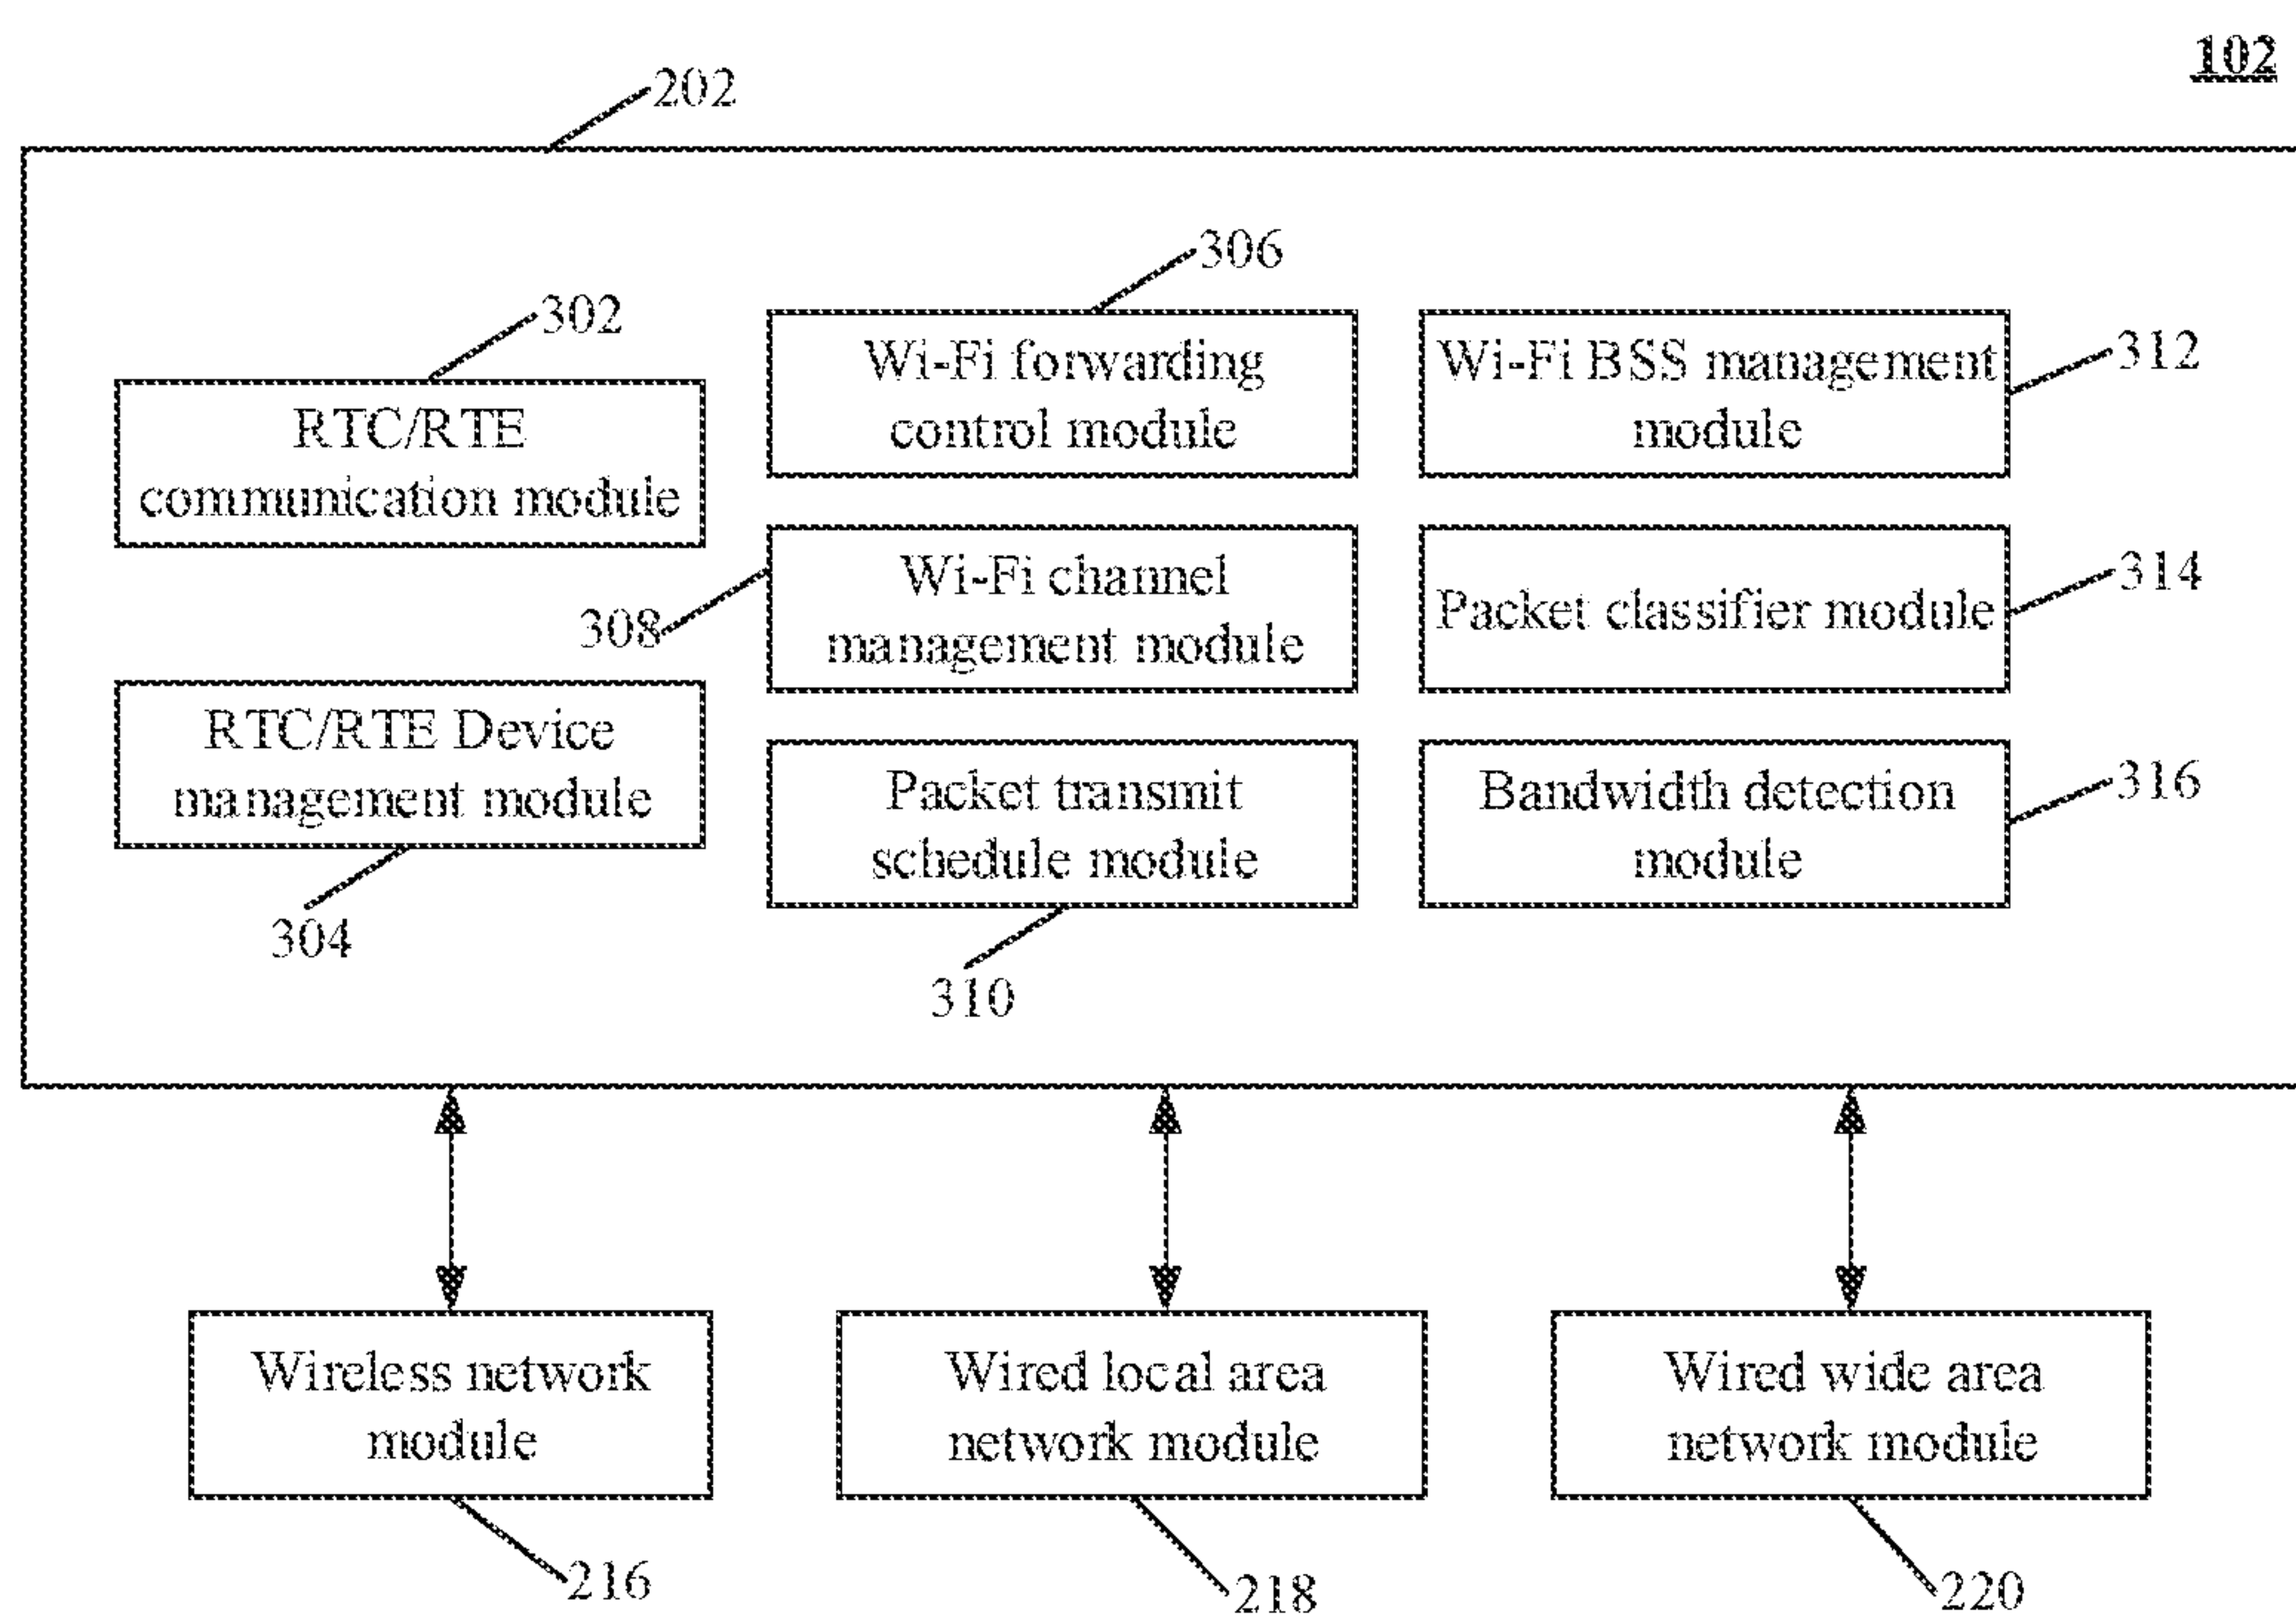 102
202
306
302
Wi-Fi forwarding
control module
Wi-Fi BSS management
module
312
RTC/RTE
communication module
Wi-Fi channel
management module
308
Packet classifier module
314
RTC/RTE Device
management module
304
Packet transmit
schedule module
310
Bandwidth detection
module
316
Wireless network
module
Wired local area
network module
Wired wide area
network module
216
218
220